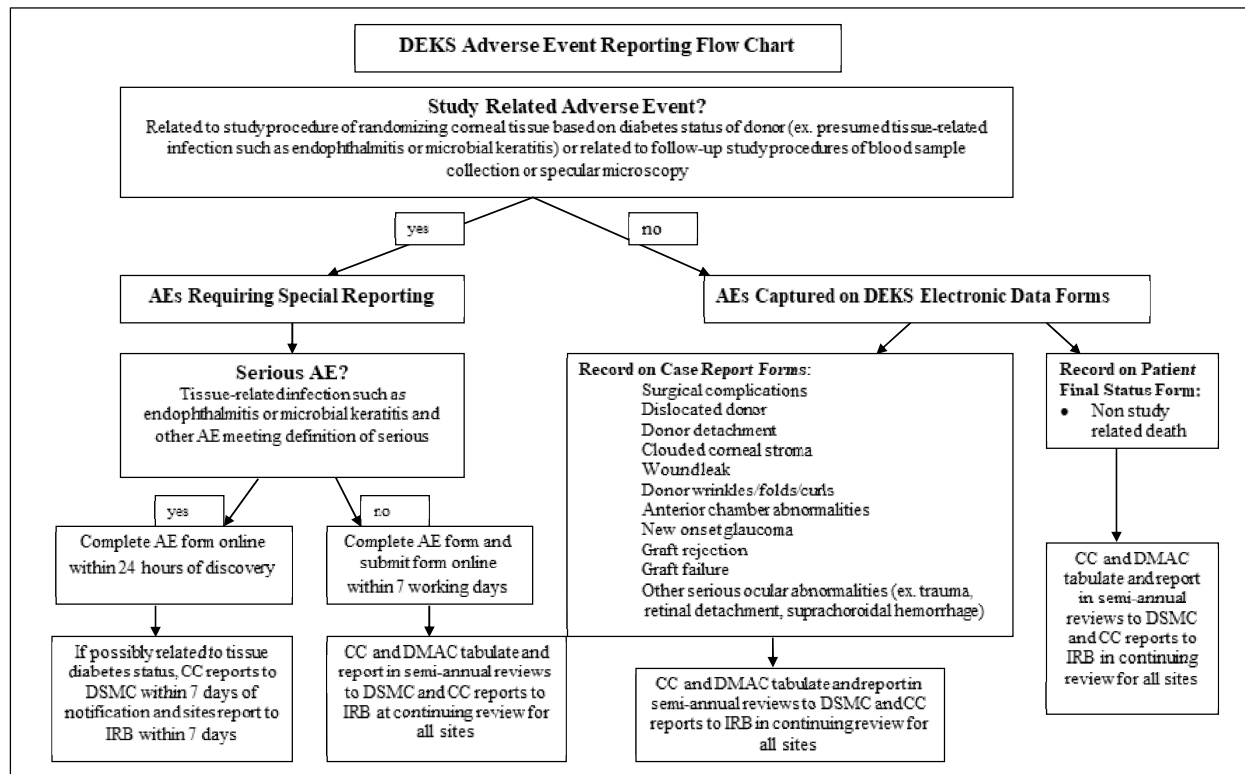 DEKS Adverse Event Reporting Flow Chart
Study Related Adverse Event?
Related to study procedure of randomizing corneal tissue based on diabetes status of donor (ex. presumed tissue-related
infection such as endophthalmitis or microbial keratitis) or related to follow-up study procedures of blood sample
collection or specular microscopy
yes
no
AEs Requiring Special Reporting
AEs Captured on DEKS Electronic Data Forms
Serious AE?
Tissue-related infection such as
endophthalmitis or microbial keratitis and
other AE meeting definition of serious
yes
no
Complete AE form online
within 24 hours of discovery
Complete AE form and
submit form online
within 7 working days
If possibly related to tissue
diabetes status, CC reports to
DSMC within 7 days of
notification and sites report to
IRB within 7 days
CC and DMAC tabulate and
report in semi-annual reviews
to DSMC and CC reports to
IRB at continuing review for
all sites
Record on Case Report Forms:
Surgical complications
Dislocated donor
Donor detachment
Clouded corneal stroma
Wound leak
Donor wrinkles/folds/curls
Anterior chamber abnormalities
New onset glaucoma
Graft rejection
Graft failure
Other serious ocular abnormalities (ex. trauma,
retinal detachment, suprachoroidal hemorrhage)
CC and DMAC tabulate and report in
semi-annual reviews to DSMC and CC
reports to IRB in continuing review for
all sites
Record on Patient
Final Status Form:
• Non study
related death
CC and DMAC
tabulate and report
in semi-annual
reviews to DSMC
and CC reports to
IRB in continuing
review for all sites